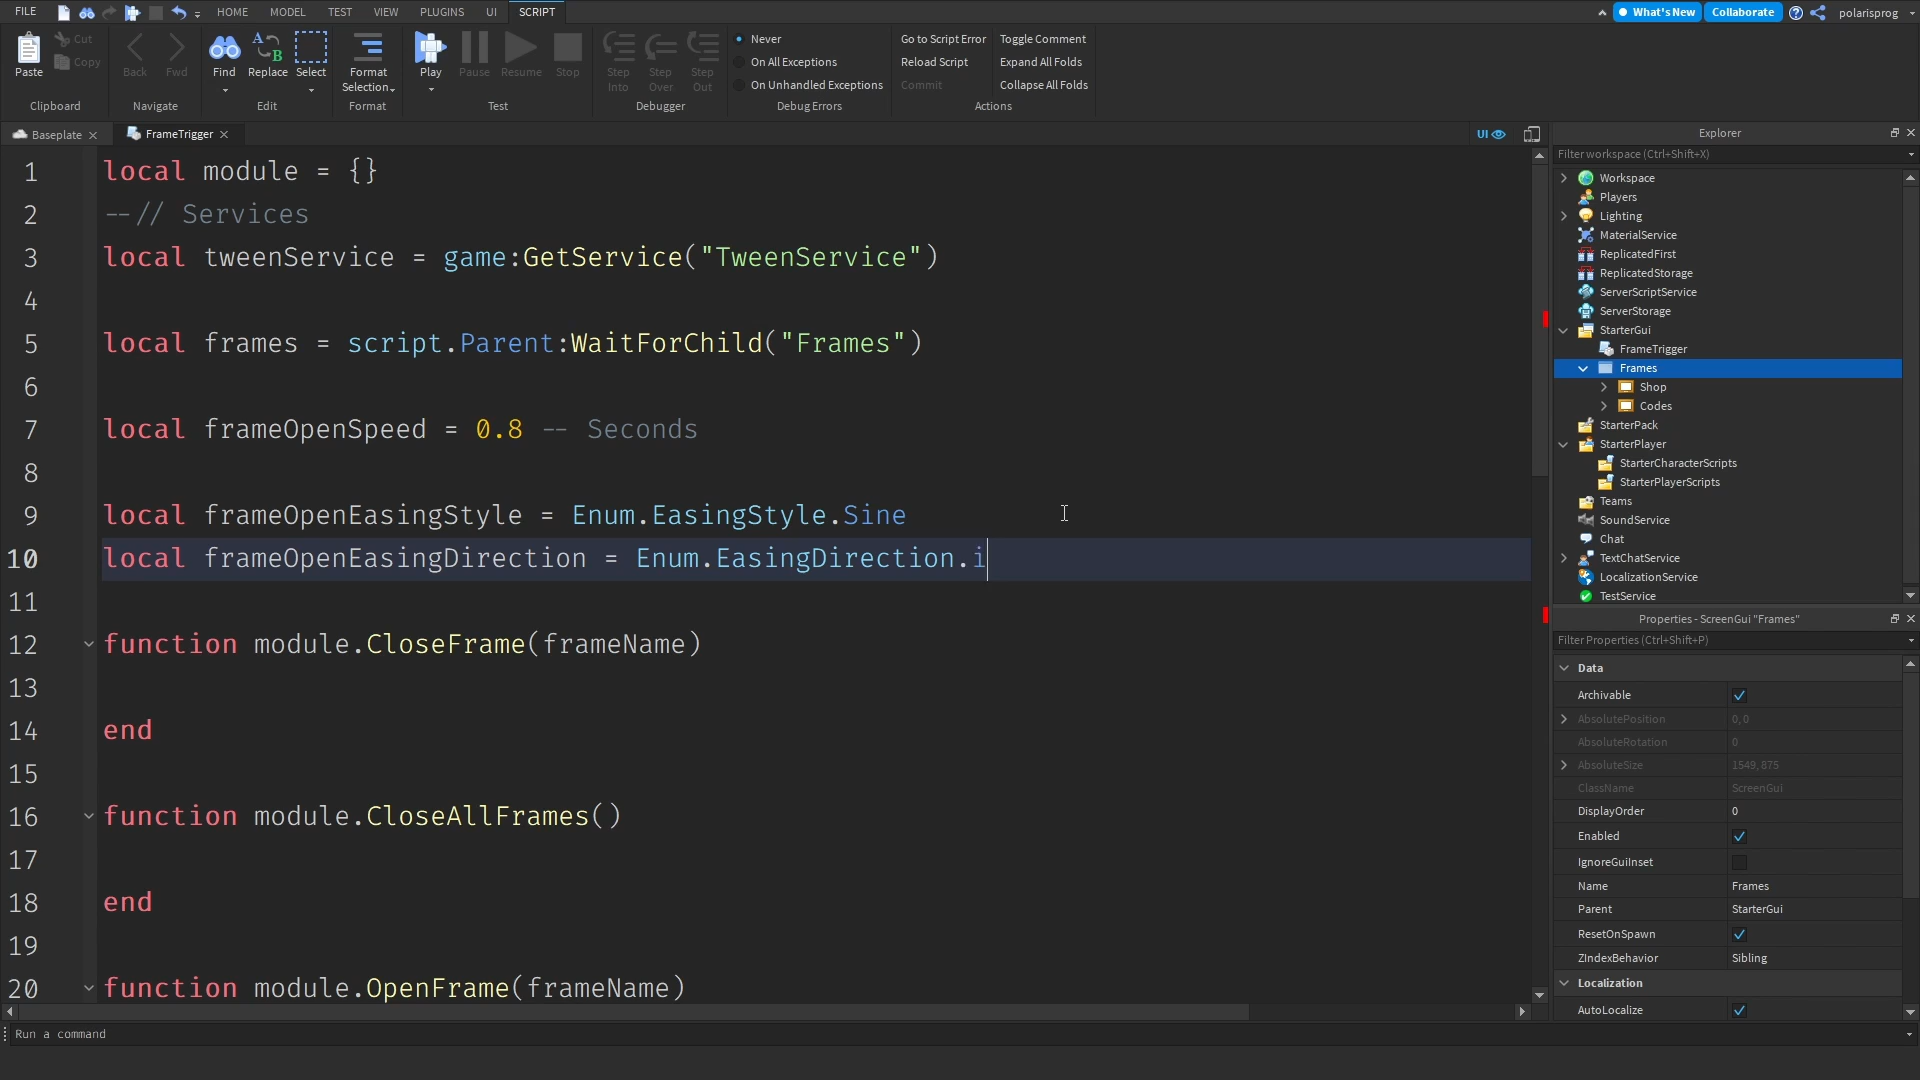 FILE HOME MODEL TEST VIEW PLUGINS UI SCRIPT What's New Collaborate polarisprog
Paste Cut Copy Back Fwd Find Replace Select Format Selection Play Pause Resume Stop Step Into Step Over Step Out
Never
On All Exceptions
On Unhandled Exceptions
Go to Script Error Toggle Comment
Reload Script Expand All Folds
Commit Collapse All Folds
Clipboard Navigate Edit Format Test Debugger Debug Errors Actions
Baseplate FrameTrigger UI
1 local module = {}
2 --// Services
3 local tweenService = game:GetService("TweenService")
4
5 local frames = script.Parent:WaitForChild("Frames")
6
7 local frameOpenSpeed = 0.8 -- Seconds
8
9 local frameOpenEasingStyle = Enum.EasingStyle.Sine
10 local frameOpenEasingDirection = Enum.EasingDirection.i
11
12 function module.CloseFrame(frameName)
13
14 end
15
16 function module.CloseAllFrames()
17
18 end
19
20 function module.OpenFrame(frameName)
Run a command
Explorer
Filter workspace (Ctrl+Shift+X)
Workspace
Players
Lighting
MaterialService
ReplicatedFirst
ReplicatedStorage
ServerScriptService
ServerStorage
StarterGui
FrameTrigger
Frames
Shop
Codes
StarterPack
StarterPlayer
StarterCharacterScripts
StarterPlayerScripts
Teams
SoundService
Chat
TextChatService
LocalizationService
TestService
Properties - ScreenGui "Frames"
Filter Properties (Ctrl+Shift+P)
Data
Archivable
AbsolutePosition 0, 0
AbsoluteRotation 0
AbsoluteSize 1549, 875
ClassName ScreenGui
DisplayOrder 0
Enabled
IgnoreGuiInset
Name Frames
Parent StarterGui
ResetOnSpawn
ZIndexBehavior Sibling
Localization
AutoLocalize